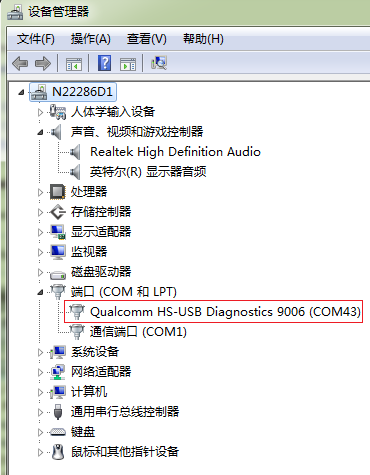 设备管理器
文件(F) 操作(A) 查看(V) 帮助(H)
N22286D1
人体学输入设备
声音、视频和游戏控制器
Realtek High Definition Audio
英特尔(R) 显示器音频
处理器
存储控制器
显示适配器
监视器
磁盘驱动器
端口 (COM 和 LPT)
Qualcomm HS-USB Diagnostics 9006 (COM43)
通信端口 (COM1)
系统设备
网络适配器
计算机
通用串行总线控制器
键盘
鼠标和其他指针设备